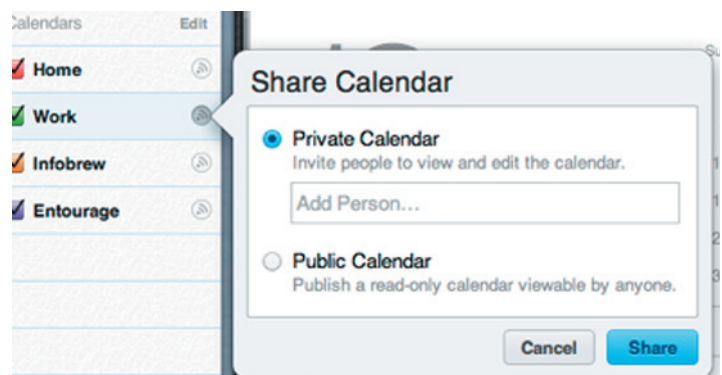 Calendars
Edit
Home
Work
Infobrew
Entourage
Share Calendar
Private Calendar
Invite people to view and edit the calendar.
Add Person...
Public Calendar
Publish a read-only calendar viewable by anyone.
Cancel
Share